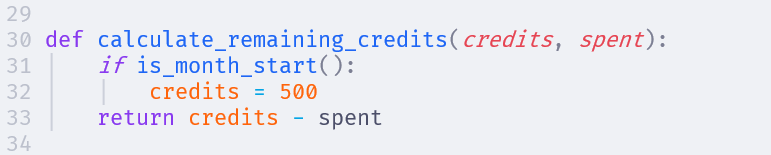 29
30 def calculate_remaining_credits(credits, spent):
31     if is_month_start():
32         credits = 500
33     return credits - spent
34